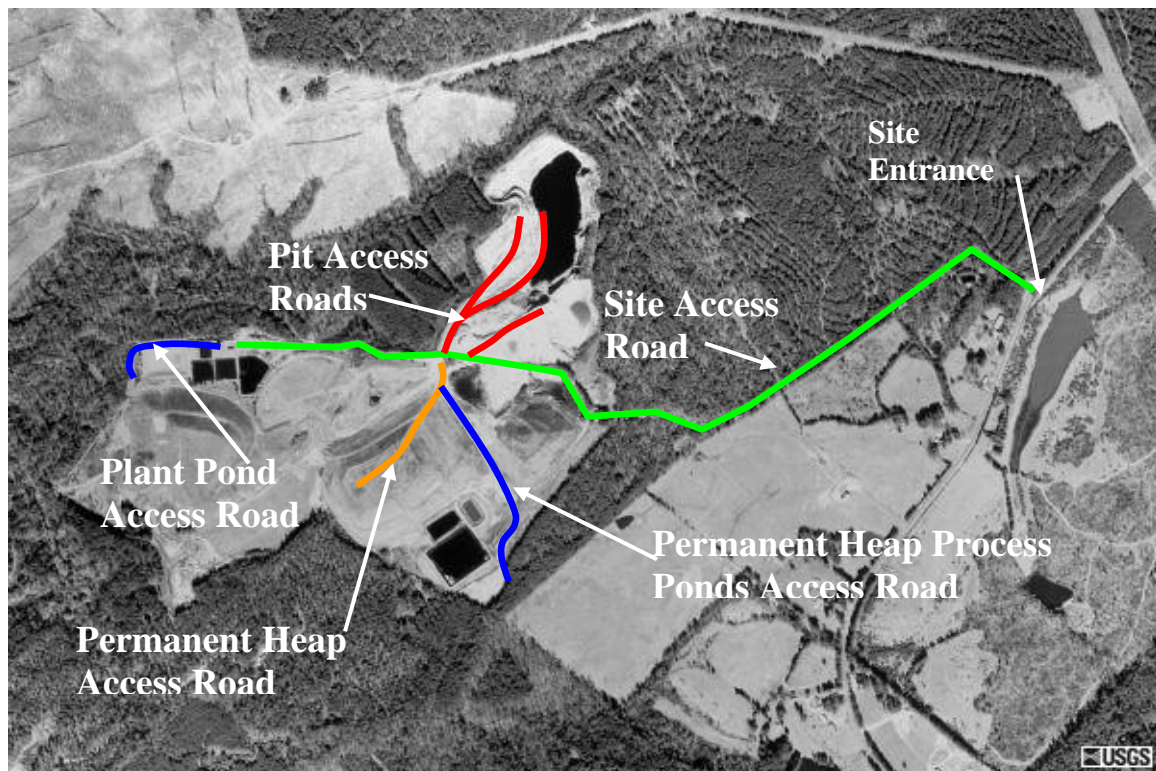 Site
Entrance
Pit Access
Roads
Site Access
Road
Plant Pond
Access Road
Permanent Heap Process
Ponds Access Road
Permanent Heap
Access Road
USGS